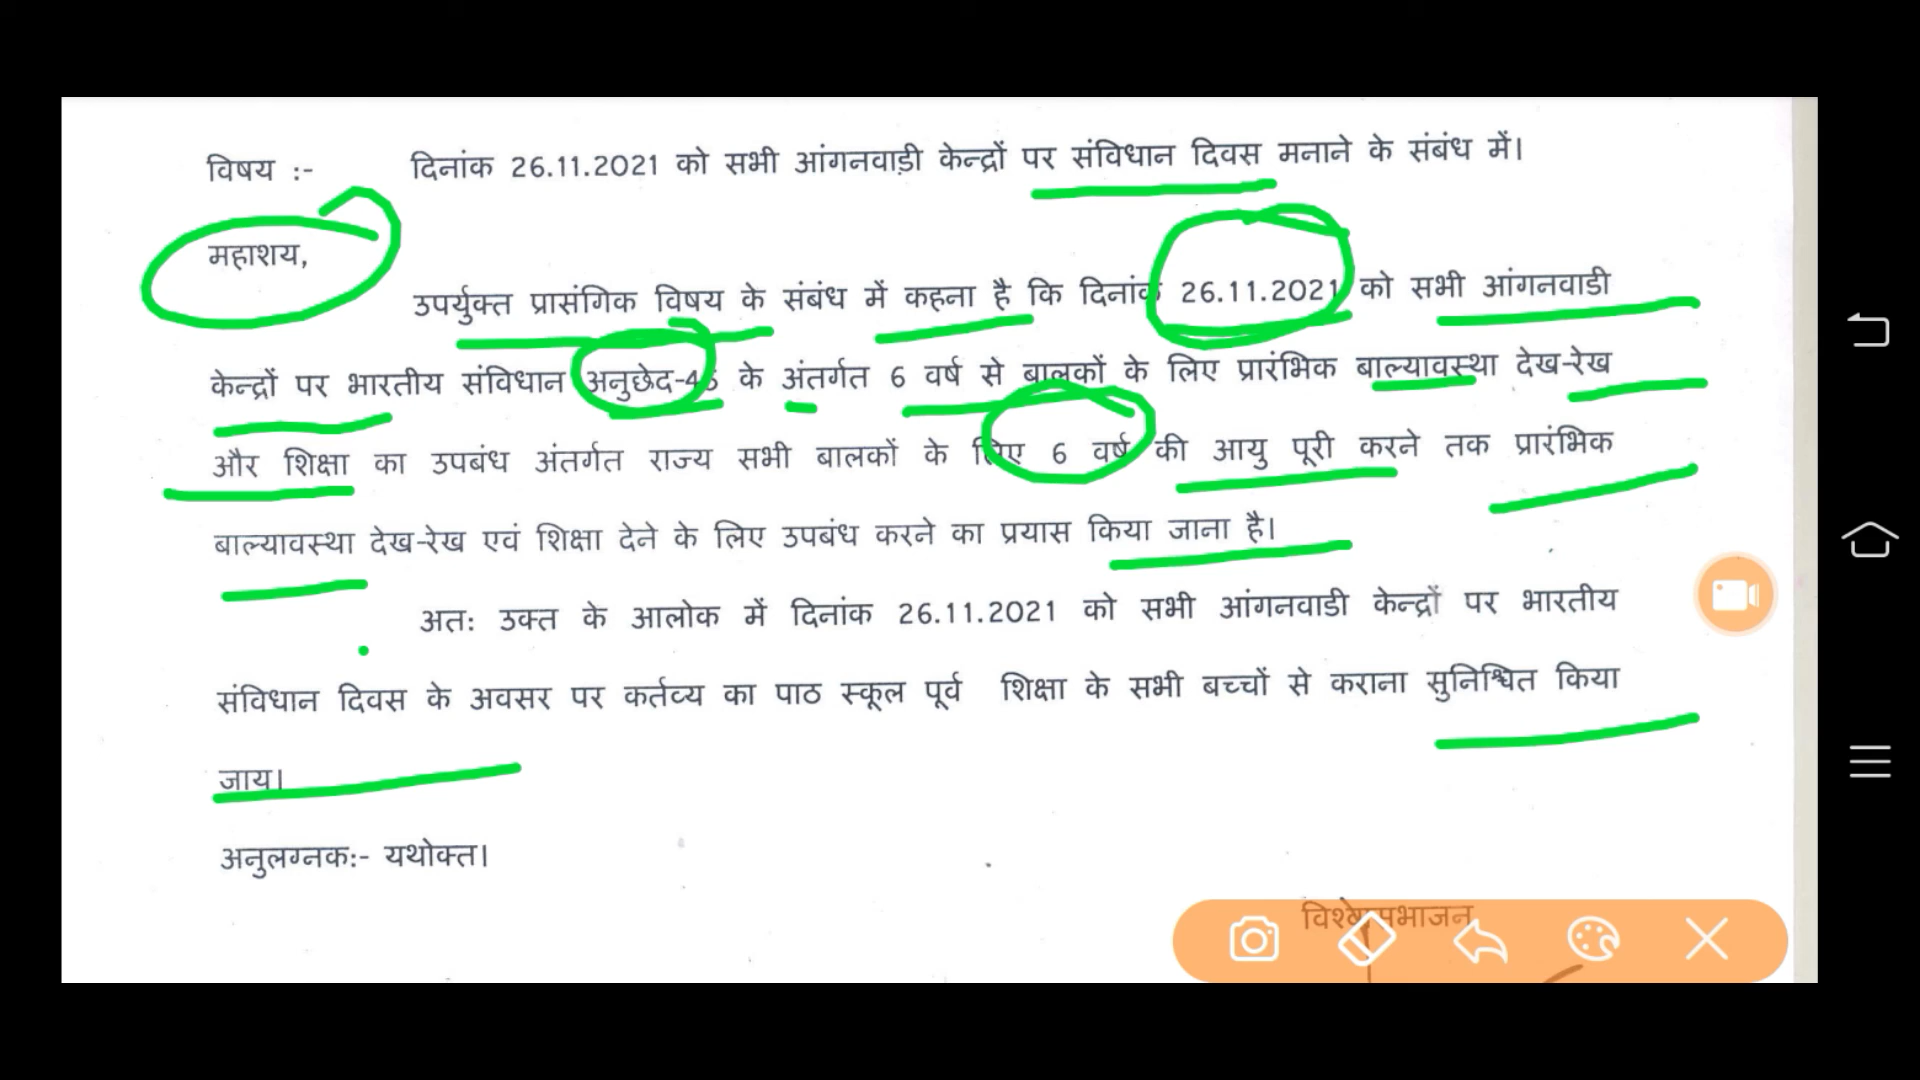 विषय :- दिनांक 26.11.2021 को सभी आंगनवाड़ी केन्द्रों पर संविधान दिवस मनाने के संबंध में।
महाशय,
उपर्युक्त प्रासंगिक विषय के संबंध में कहना है कि दिनांक 26.11.2021 को सभी आंगनवाडी
केन्द्रों पर भारतीय संविधान अनुछेद-45 के अंतर्गत 6 वर्ष से बालकों के लिए प्रारंभिक बाल्यावस्था देख-रेख
और शिक्षा का उपबंध अंतर्गत राज्य सभी बालकों के लिए 6 वर्ष की आयु पूरी करने तक प्रारंभिक
बाल्यावस्था देख-रेख एवं शिक्षा देने के लिए उपबंध करने का प्रयास किया जाना है।
अतः उक्त के आलोक में दिनांक 26.11.2021 को सभी आंगनवाडी केन्द्रों पर भारतीय
संविधान दिवस के अवसर पर कर्तव्य का पाठ स्कूल पूर्व शिक्षा के सभी बच्चों से कराना सुनिश्चित किया
जाय।
अनुलग्नक:- यथोक्त।